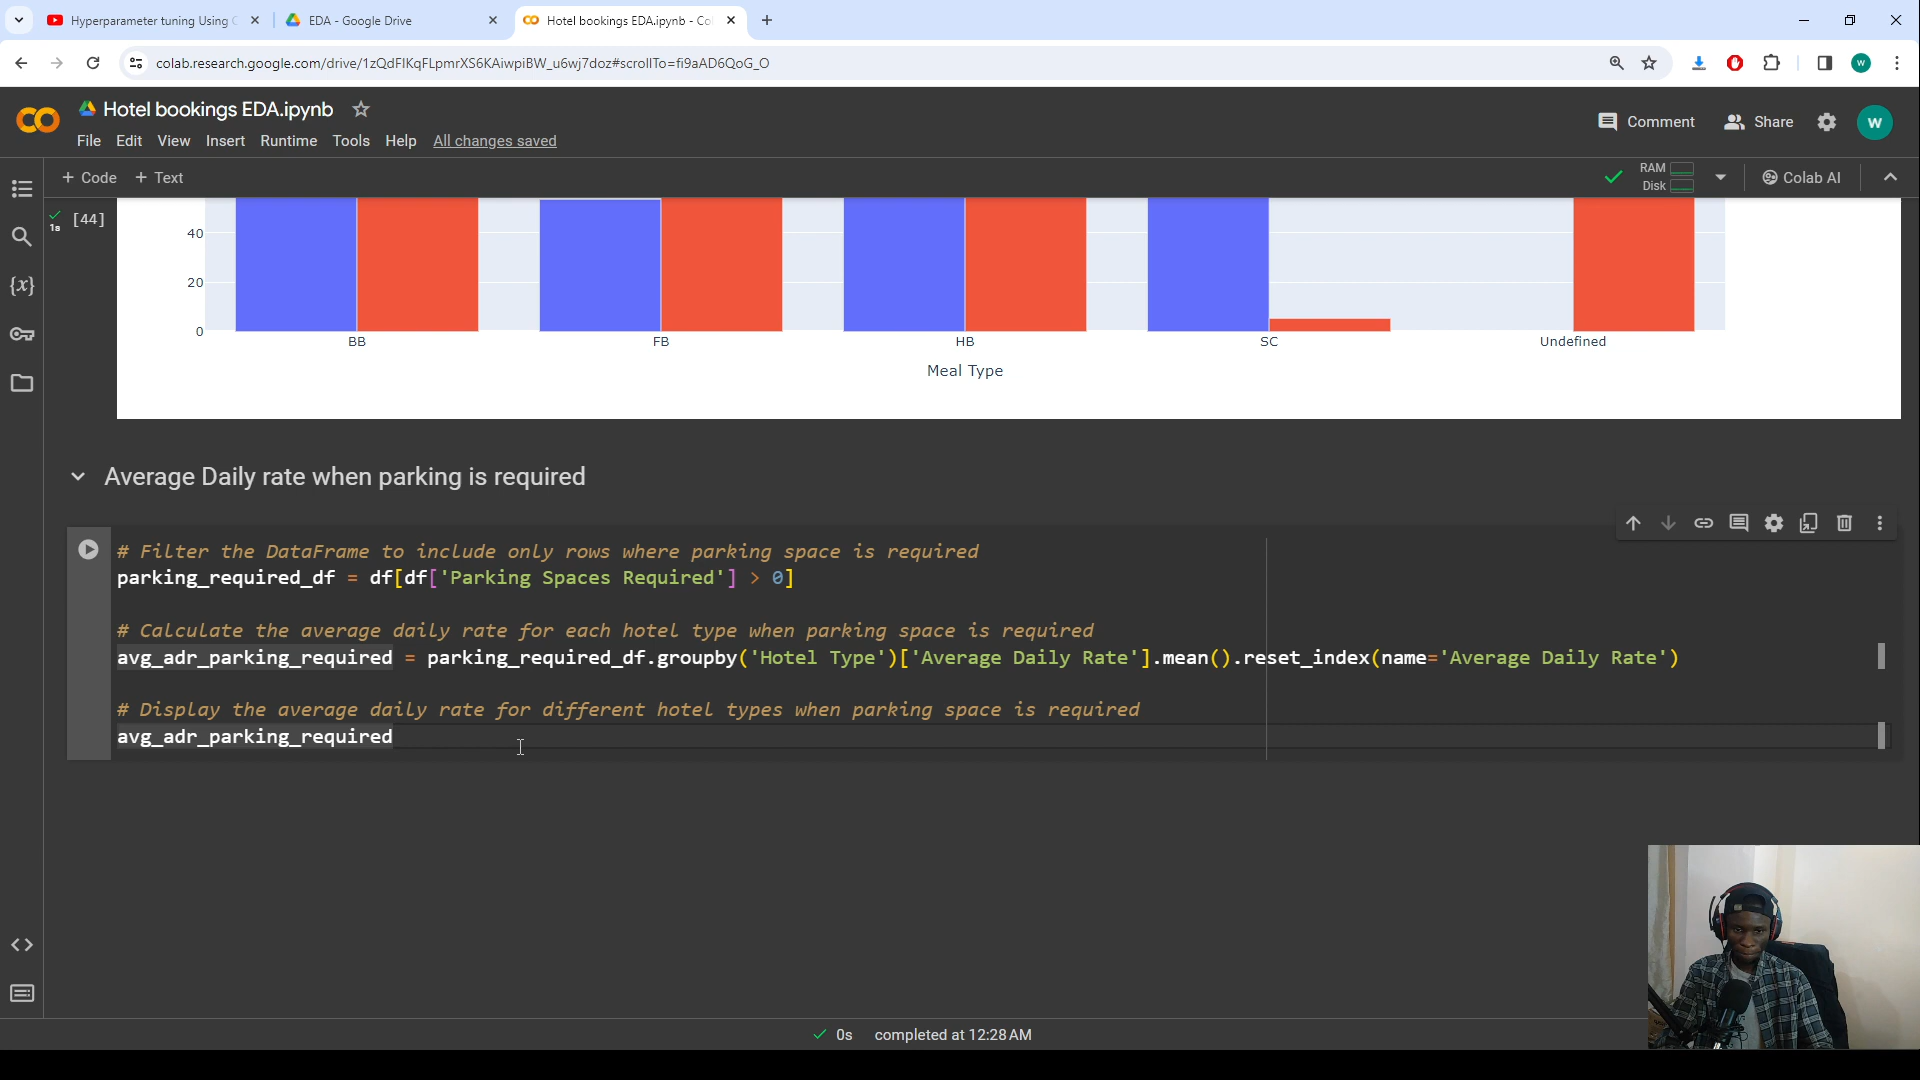 Hyperparameter tuning Using
EDA - Google Drive
Hotel bookings EDA.ipynb - Co
colab.research.google.com/drive/1zQdFlKqFLpmrXS6KAiwpiBW_u6wj7doz#scrollTo=fi9aAD6QoG_O
W
CO
Hotel bookings EDA.ipynb
File Edit View Insert Runtime Tools Help All changes saved
Comment
Share
W
+ Code + Text
RAM
Disk
Colab AI
1s
[44]
{x}
40
20
0
BB
FB
HB
SC
Undefined
Meal Type
Average Daily rate when parking is required
# Filter the DataFrame to include only rows where parking space is required
parking_required_df = df[df['Parking Spaces Required'] > 0]
# Calculate the average daily rate for each hotel type when parking space is required
avg_adr_parking_required = parking_required_df.groupby('Hotel Type')['Average Daily Rate'].mean().reset_index(name='Average Daily Rate')
# Display the average daily rate for different hotel types when parking space is required
avg_adr_parking_required
0s completed at 12:28 AM